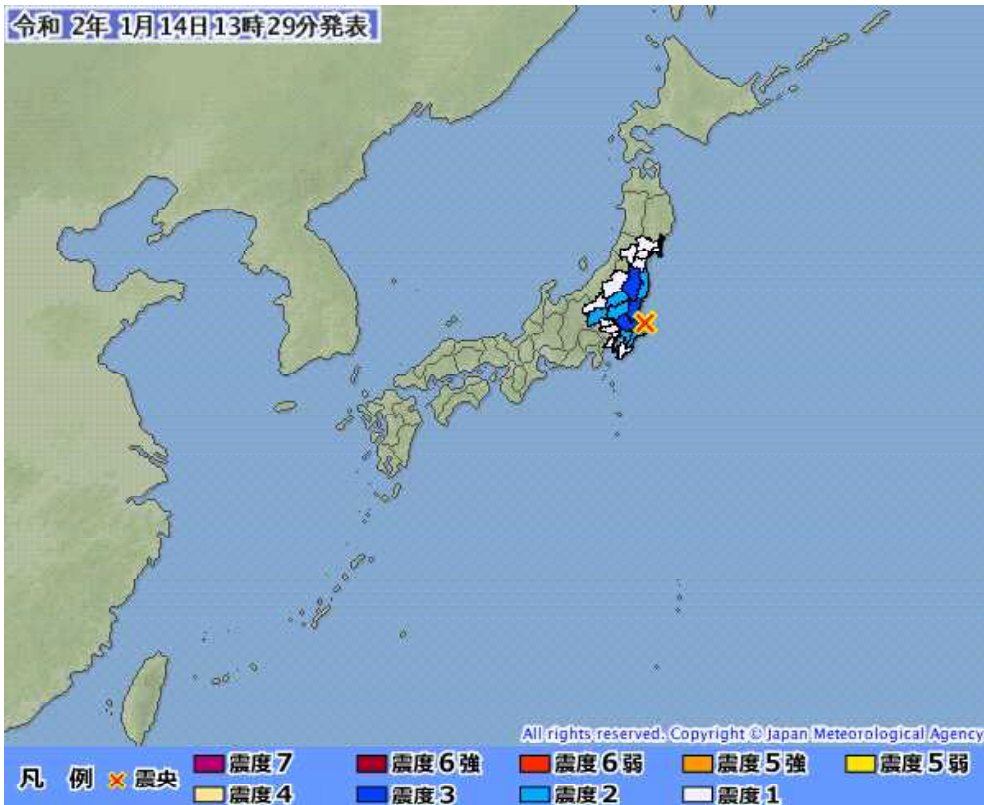 令和 2年 1月14日13時29分発表
All rights reserved. Copyright © Japan Meteorological Agency
凡 例 震央 震度7 震度6強 震度6弱 震度5強 震度5弱
震度4 震度3 震度2 震度1